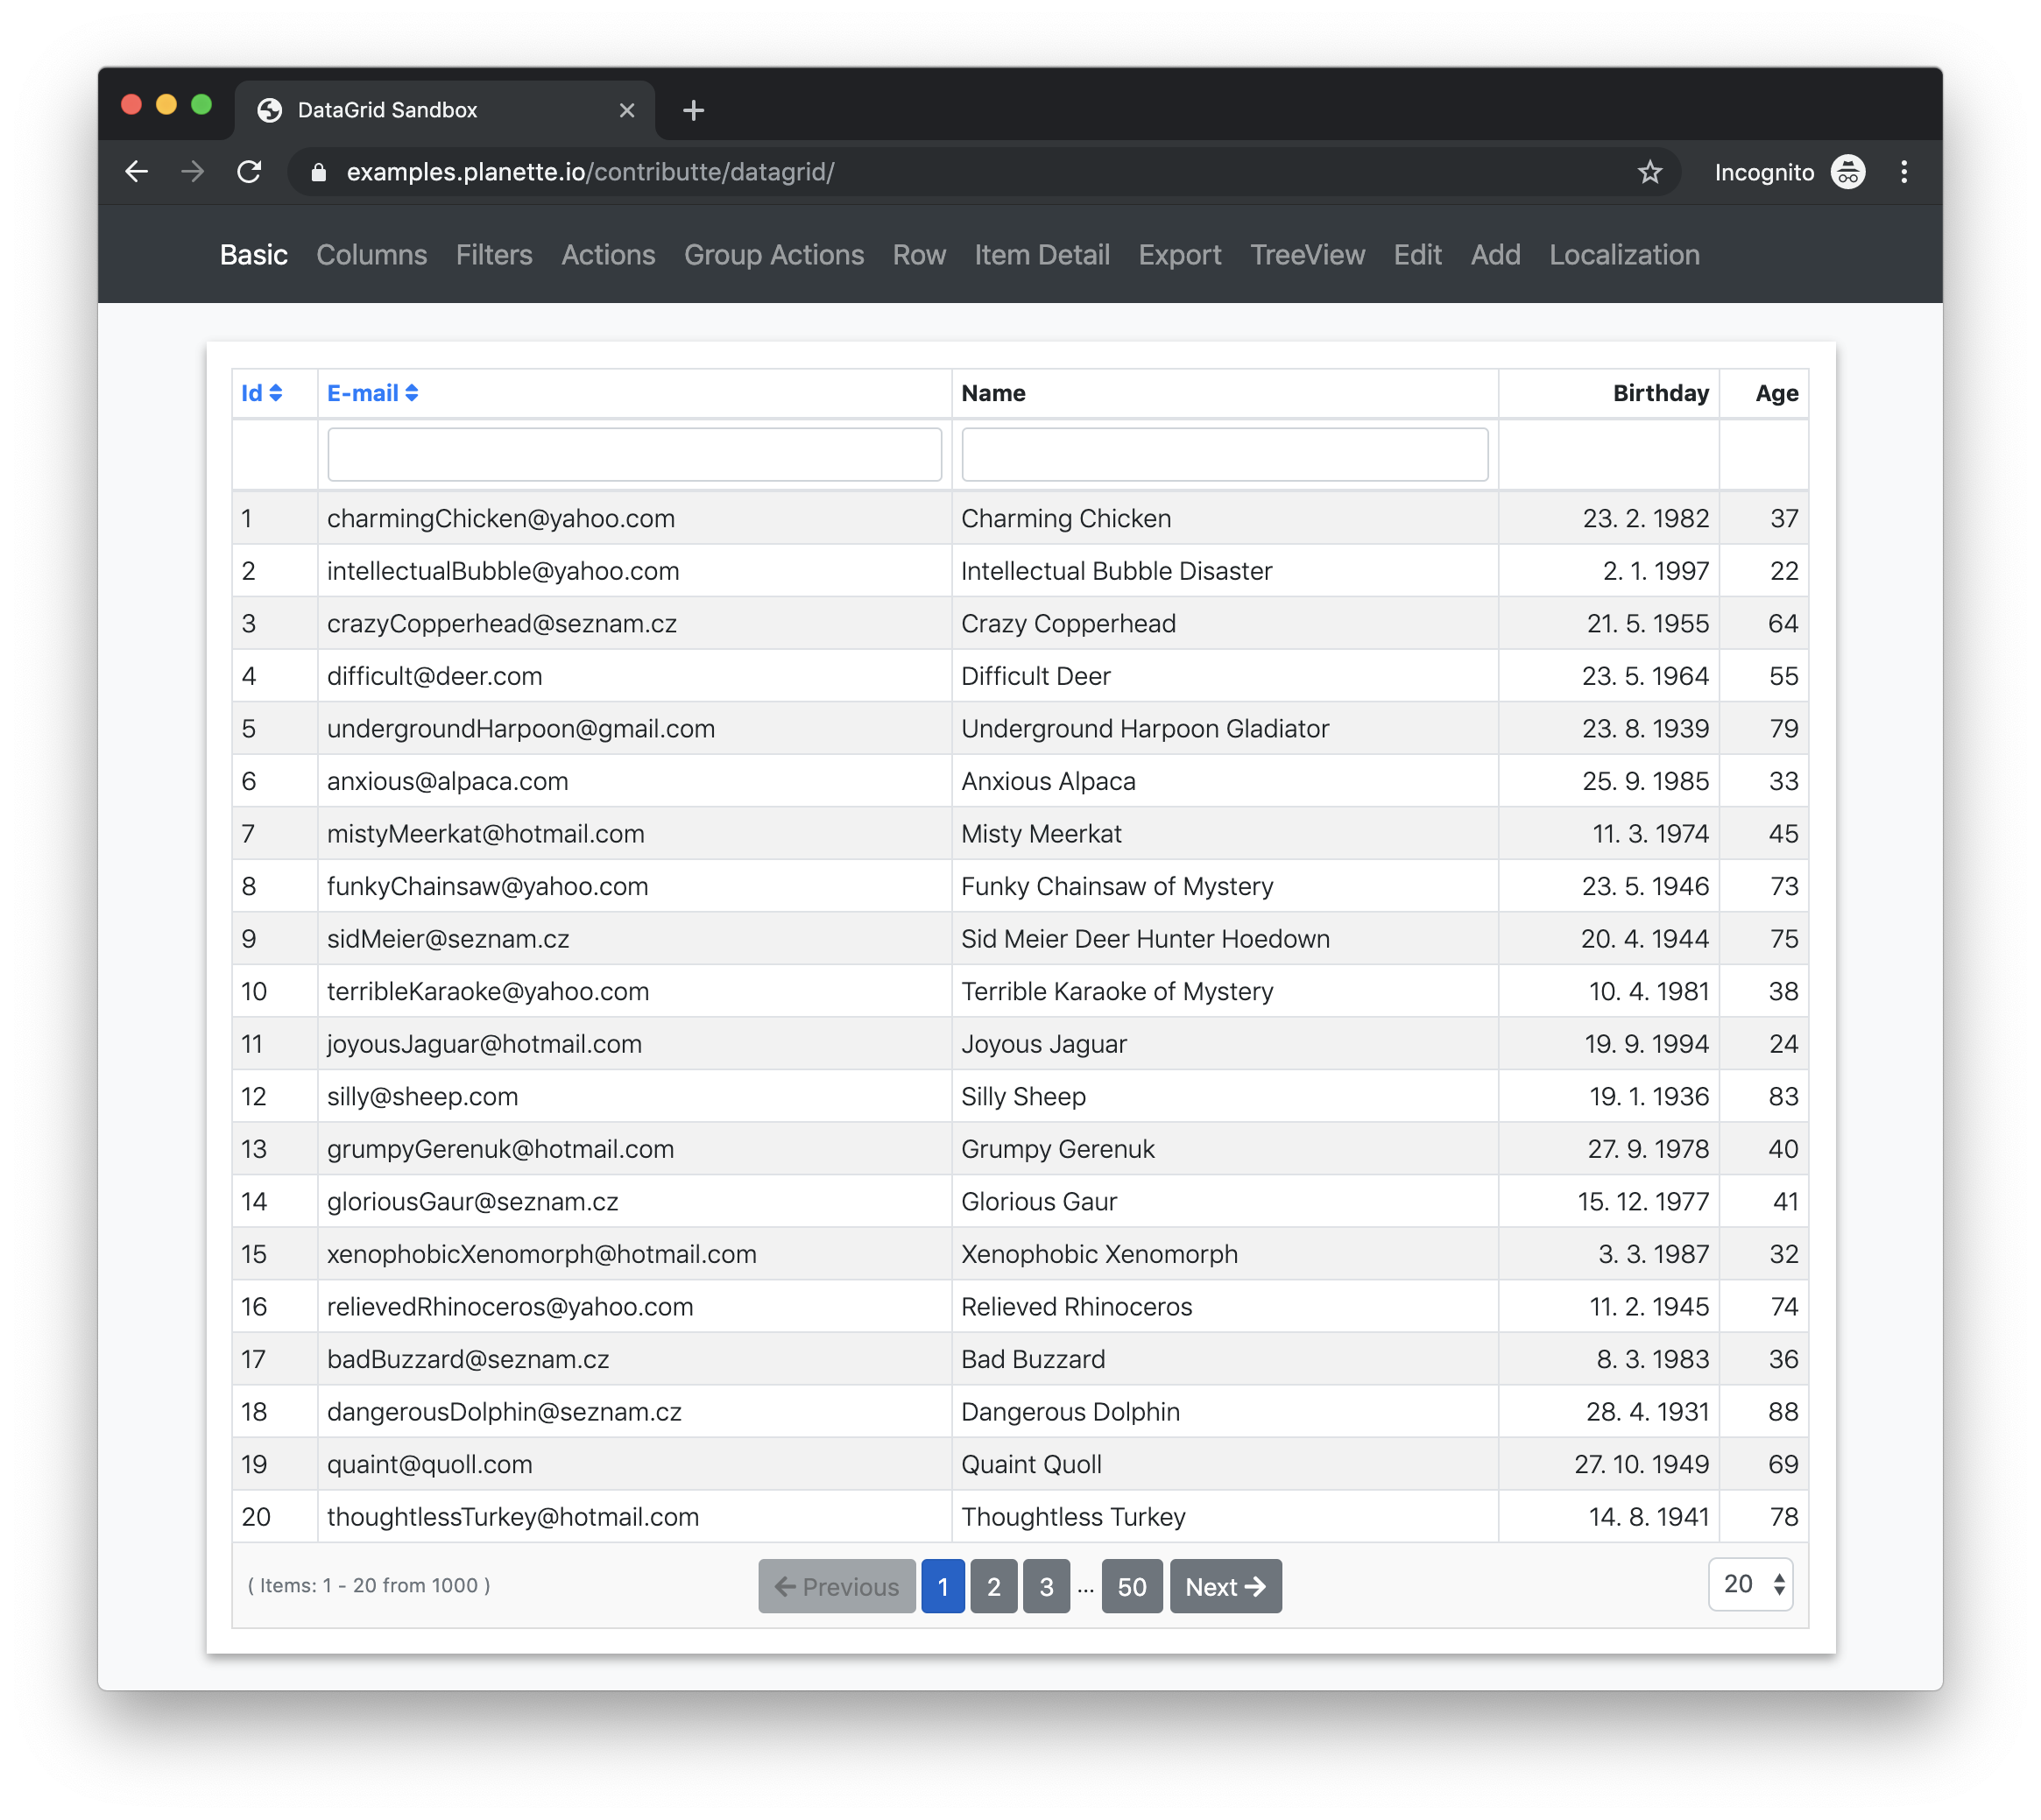 DataGrid Sandbox
examples.planette.io/contributte/datagrid/ Incognito
Basic Columns Filters Actions Group Actions Row Item Detail Export TreeView Edit Add Localization
Id E-mail Name Birthday Age
1 charmingChicken@yahoo.com Charming Chicken 23. 2. 1982 37
2 intellectualBubble@yahoo.com Intellectual Bubble Disaster 2. 1. 1997 22
3 crazyCopperhead@seznam.cz Crazy Copperhead 21. 5. 1955 64
4 difficult@deer.com Difficult Deer 23. 5. 1964 55
5 undergroundHarpoon@gmail.com Underground Harpoon Gladiator 23. 8. 1939 79
6 anxious@alpaca.com Anxious Alpaca 25. 9. 1985 33
7 mistyMeerkat@hotmail.com Misty Meerkat 11. 3. 1974 45
8 funkyChainsaw@yahoo.com Funky Chainsaw of Mystery 23. 5. 1946 73
9 sidMeier@seznam.cz Sid Meier Deer Hunter Hoedown 20. 4. 1944 75
10 terribleKaraoke@yahoo.com Terrible Karaoke of Mystery 10. 4. 1981 38
11 joyousJaguar@hotmail.com Joyous Jaguar 19. 9. 1994 24
12 silly@sheep.com Silly Sheep 19. 1. 1936 83
13 grumpyGerenuk@hotmail.com Grumpy Gerenuk 27. 9. 1978 40
14 gloriousGaur@seznam.cz Glorious Gaur 15. 12. 1977 41
15 xenophobicXenomorph@hotmail.com Xenophobic Xenomorph 3. 3. 1987 32
16 relievedRhinoceros@yahoo.com Relieved Rhinoceros 11. 2. 1945 74
17 badBuzzard@seznam.cz Bad Buzzard 8. 3. 1983 36
18 dangerousDolphin@seznam.cz Dangerous Dolphin 28. 4. 1931 88
19 quaint@quoll.com Quaint Quoll 27. 10. 1949 69
20 thoughtlessTurkey@hotmail.com Thoughtless Turkey 14. 8. 1941 78
( Items: 1 - 20 from 1000 ) Previous 1 2 3 ... 50 Next 20